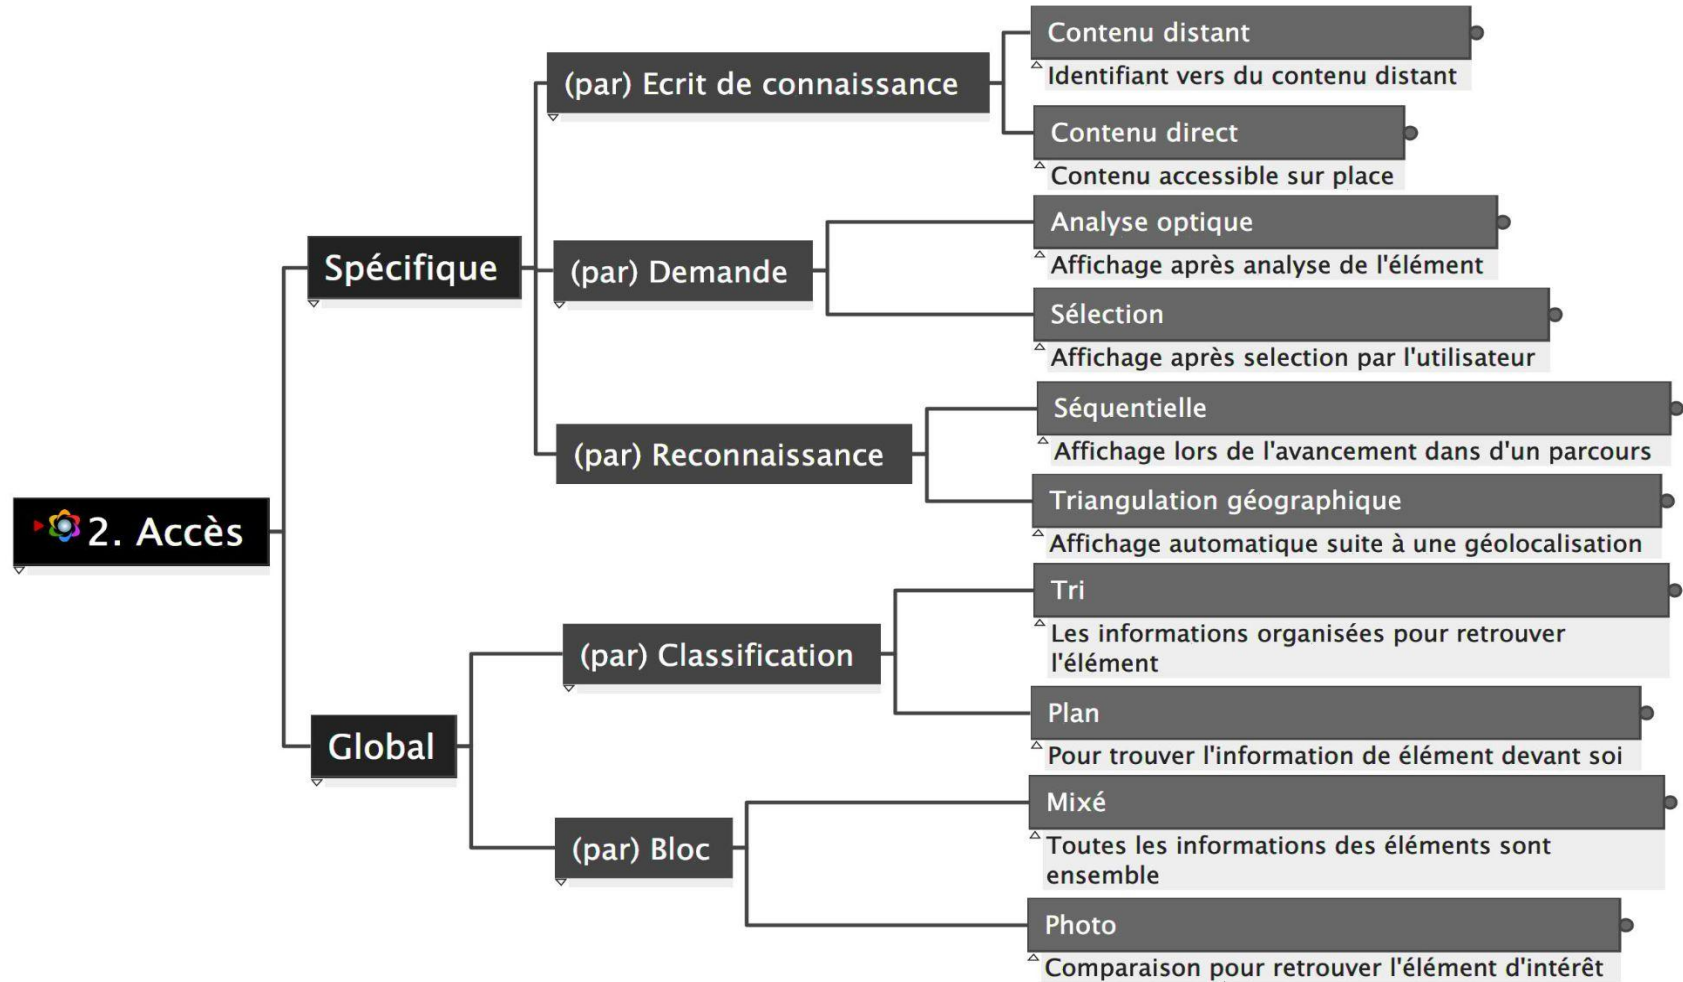 2. Accès
Spécifique
(par) Ecrit de connaissance
Contenu distant
Identifiant vers du contenu distant
Contenu direct
Contenu accessible sur place
(par) Demande
Analyse optique
Affichage après analyse de l'élément
Sélection
Affichage après selection par l'utilisateur
(par) Reconnaissance
Séquentielle
Affichage lors de l'avancement dans d'un parcours
Triangulation géographique
Affichage automatique suite à une géolocalisation
Global
(par) Classification
Tri
Les informations organisées pour retrouver
l'élément
Plan
Pour trouver l'information de élément devant soi
(par) Bloc
Mixé
Toutes les informations des éléments sont
ensemble
Photo
Comparaison pour retrouver l'élément d'intérêt